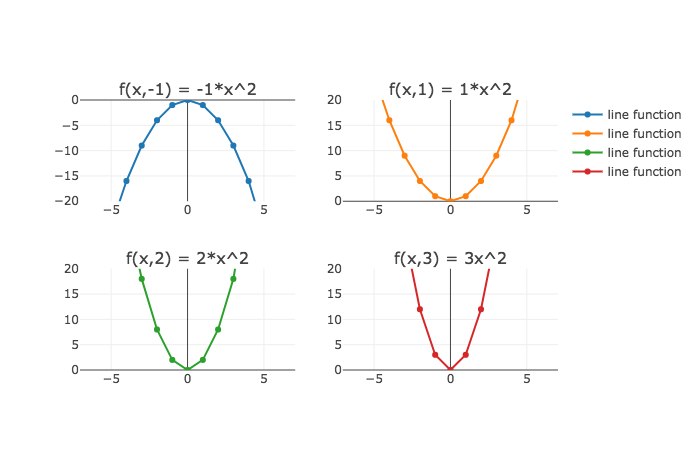 f(x,-1) = -1*x^2
0
−5
−10
−15
−20
−5 0 5
f(x,1) = 1*x^2
20
15
10
5
0
−5 0 5
line function
line function
line function
line function
f(x,2) = 2*x^2
20
15
10
5
0
−5 0 5
f(x,3) = 3x^2
20
15
10
5
0
−5 0 5